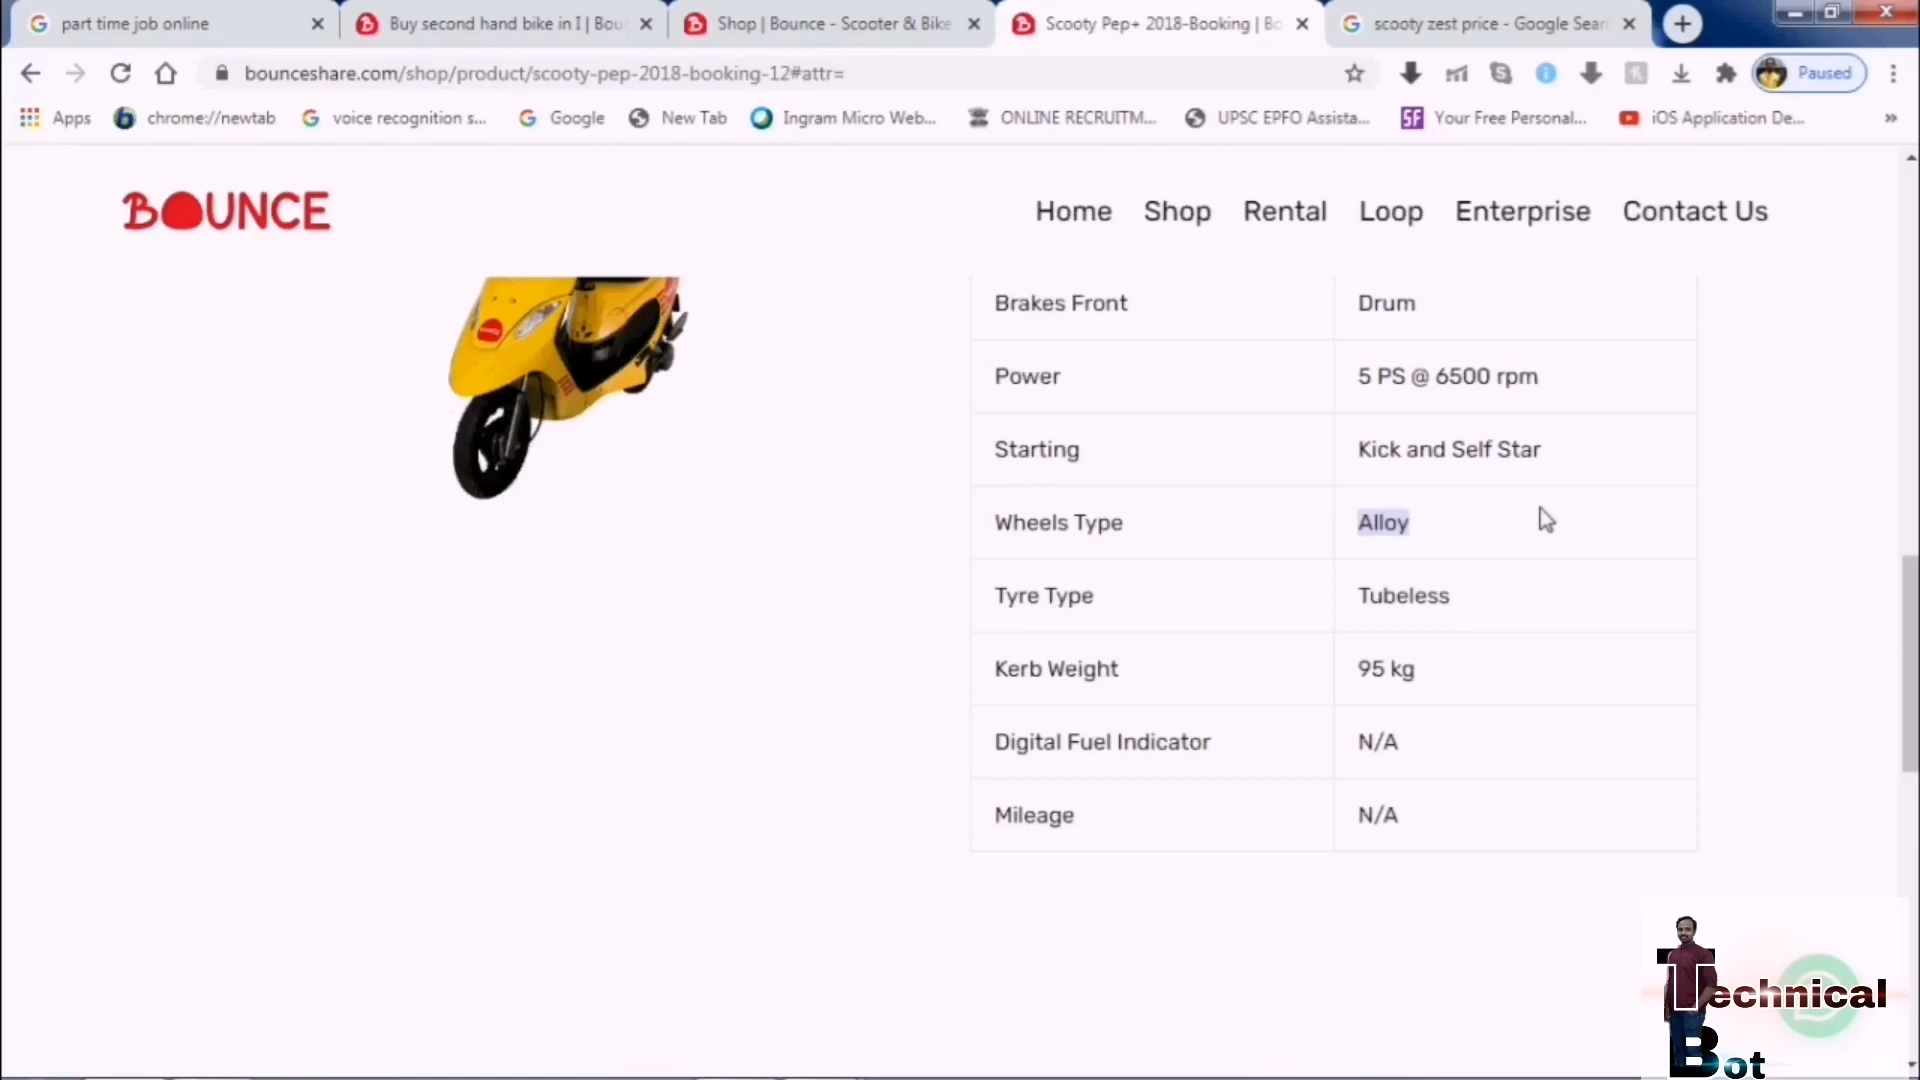 part time job online
Buy second hand bike in I | Bou
Shop | Bounce - Scooter & Bike
Scooty Pep+ 2018-Booking | Bo
scooty zest price - Google Sear
bounceshare.com/shop/product/scooty-pep-2018-booking-12#attr=
Paused
Apps
chrome://newtab
voice recognition s...
Google
New Tab
Ingram Micro Web...
ONLINE RECRUITM...
UPSC EPFO Assista...
SF Your Free Personal...
iOS Application De...
BOUNCE
Home Shop Rental Loop Enterprise Contact Us
Brakes Front Drum
Power 5 PS @ 6500 rpm
Starting Kick and Self Star
Wheels Type Alloy
Tyre Type Tubeless
Kerb Weight 95 kg
Digital Fuel Indicator N/A
Mileage N/A
Technical
Bot